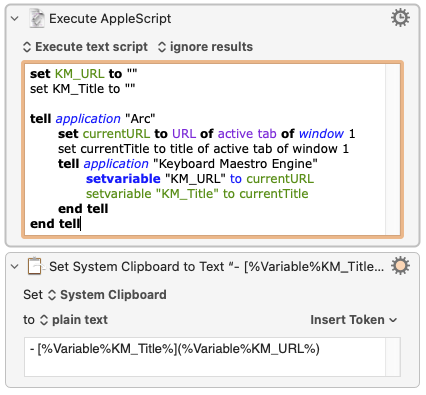 Execute AppleScript
Execute text script ignore results
set KM_URL to ""
set KM_Title to ""
tell application "Arc"
set currentURL to URL of active tab of window 1
set currentTitle to title of active tab of window 1
tell application "Keyboard Maestro Engine"
setvariable "KM_URL" to currentURL
setvariable "KM_Title" to currentTitle
end tell
end tell
Set System Clipboard to Text “- [%Variable%KM_Title...
Set System Clipboard
to plain text Insert Token
- [%Variable%KM_Title%](%Variable%KM_URL%)